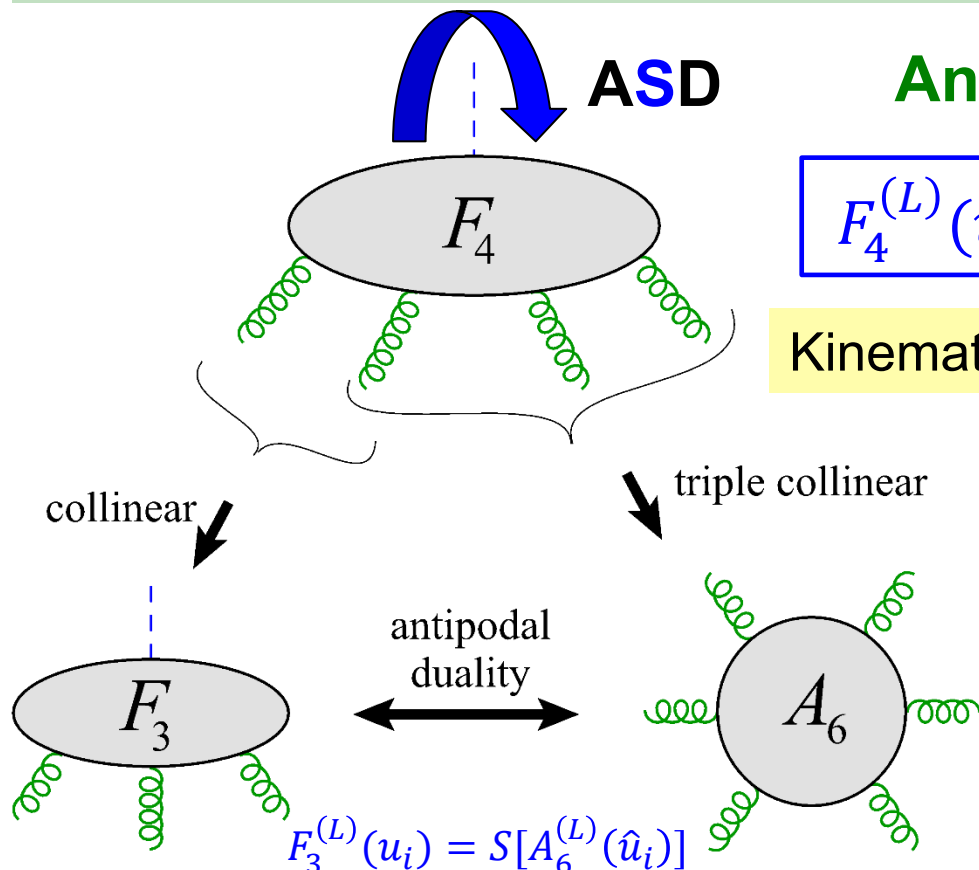 ASD
An
F_4
F_4^{(L)}(
Kinemat
collinear
triple collinear
antipodal
duality
F_3
A_6
F_3^{(L)}(u_i) = S[A_6^{(L)}(\hat{u}_i)]